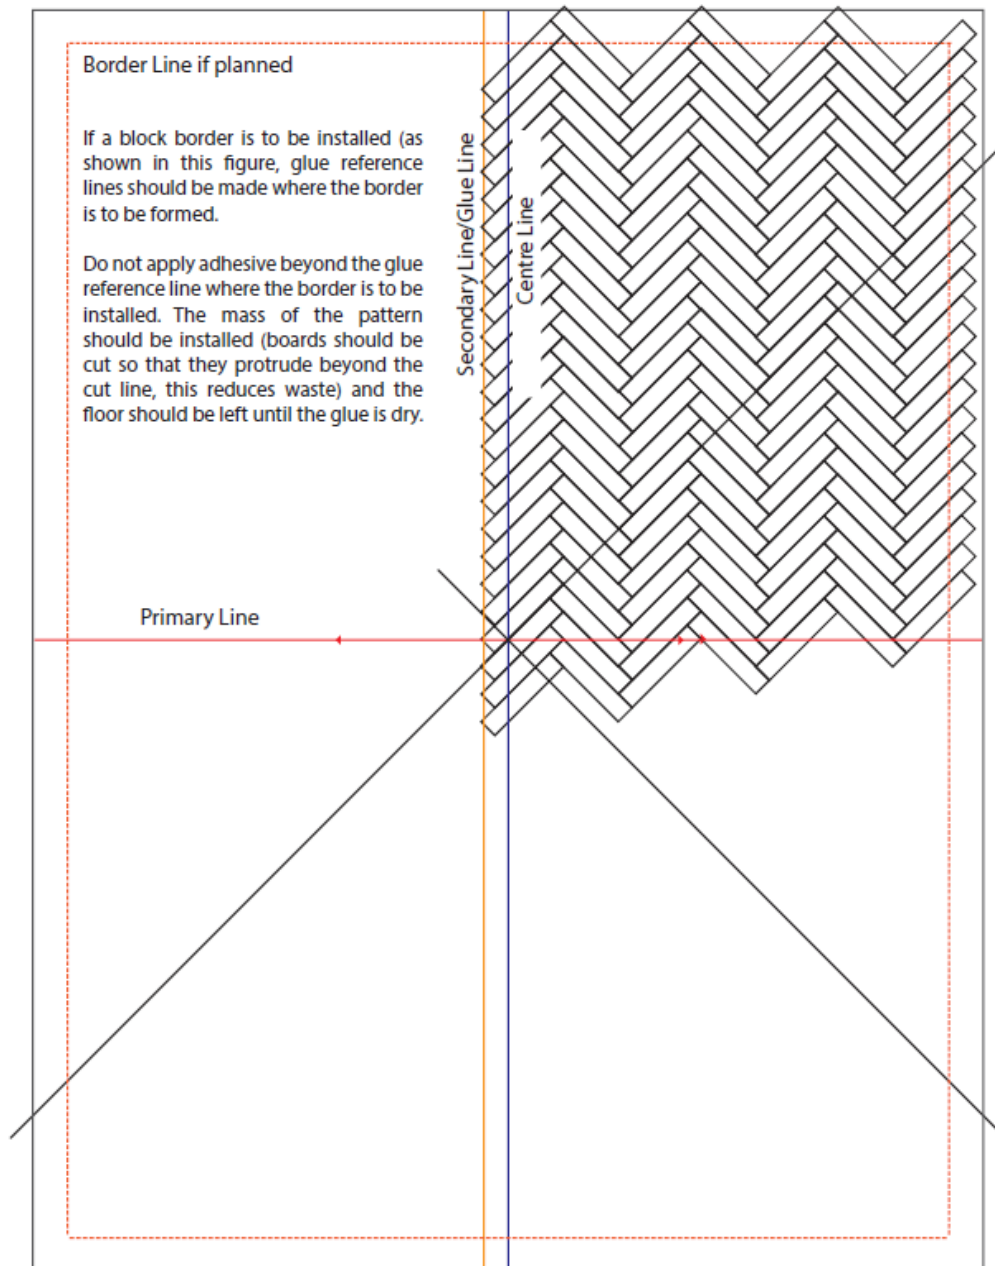 Border Line if planned
If a block border is to be installed (as
shown in this figure, glue reference
lines should be made where the border
is to be formed.
Do not apply adhesive beyond the glue
reference line where the border is to be
installed. The mass of the pattern
should be installed (boards should be
cut so that they protrude beyond the
cut line, this reduces waste) and the
floor should be left until the glue is dry.
Secondary Line/Glue Line
Centre Line
Primary Line